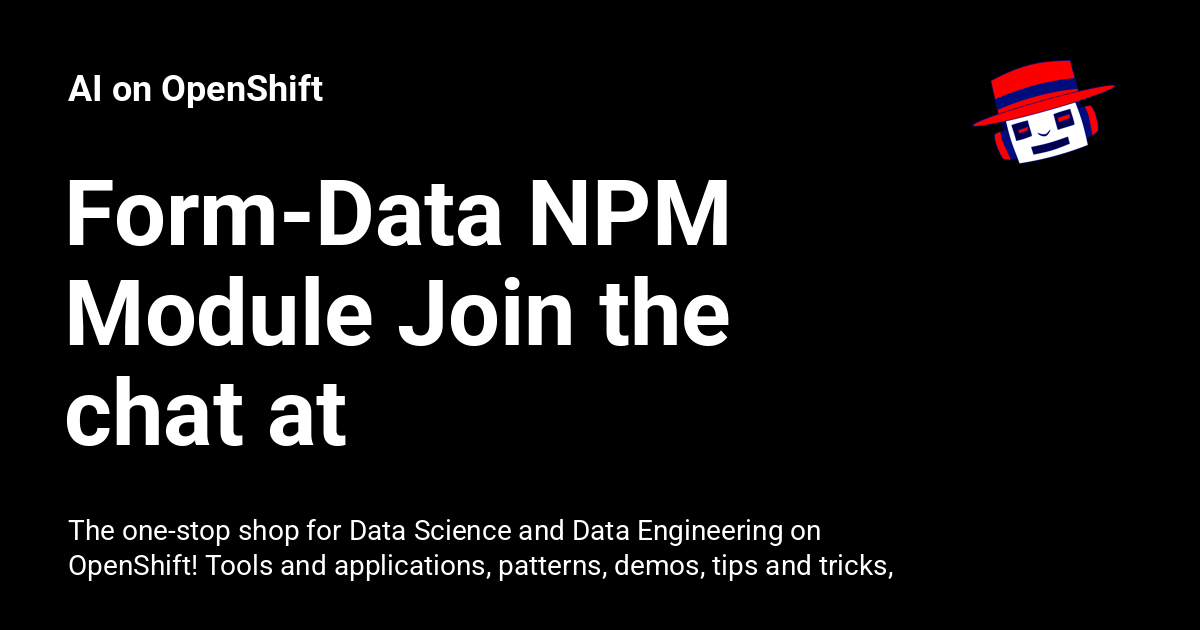 AI on OpenShift
Form-Data NPM
Module Join the
chat at
The one-stop shop for Data Science and Data Engineering on
OpenShift! Tools and applications, patterns, demos, tips and tricks,